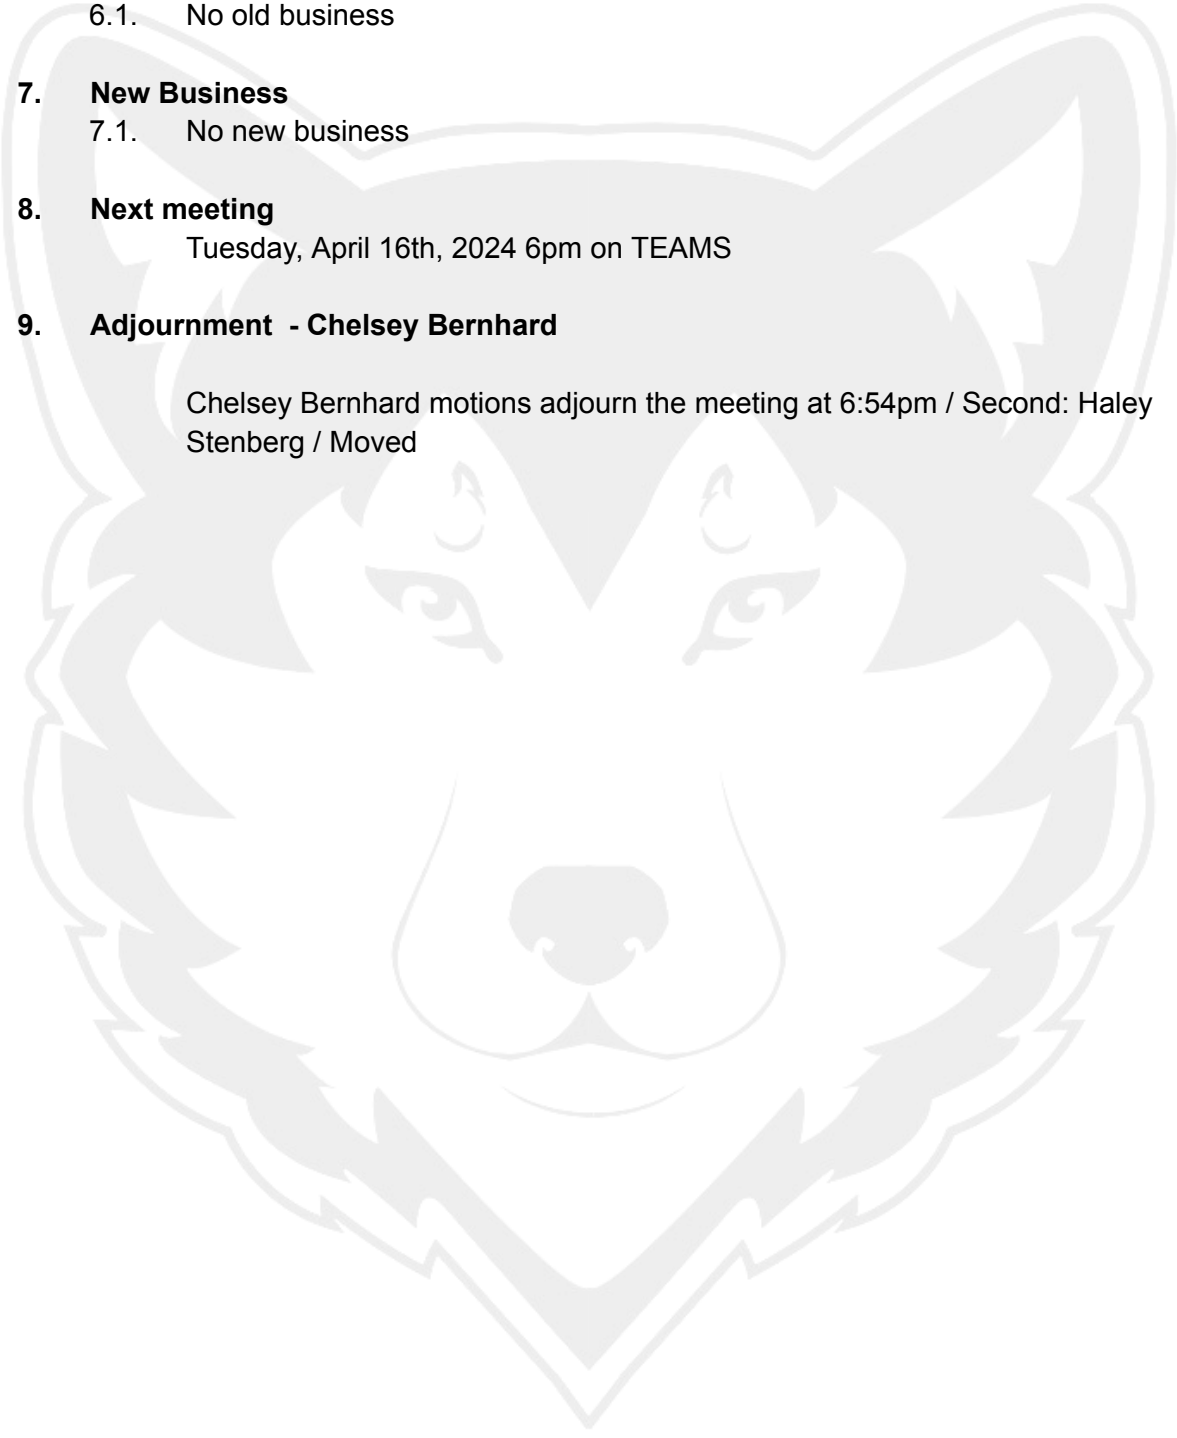 6.1. No old business
7. New Business
7.1. No new business
8. Next meeting
Tuesday, April 16th, 2024 6pm on TEAMS
9. Adjournment - Chelsey Bernhard
Chelsey Bernhard motions adjourn the meeting at 6:54pm / Second: Haley
Stenberg / Moved